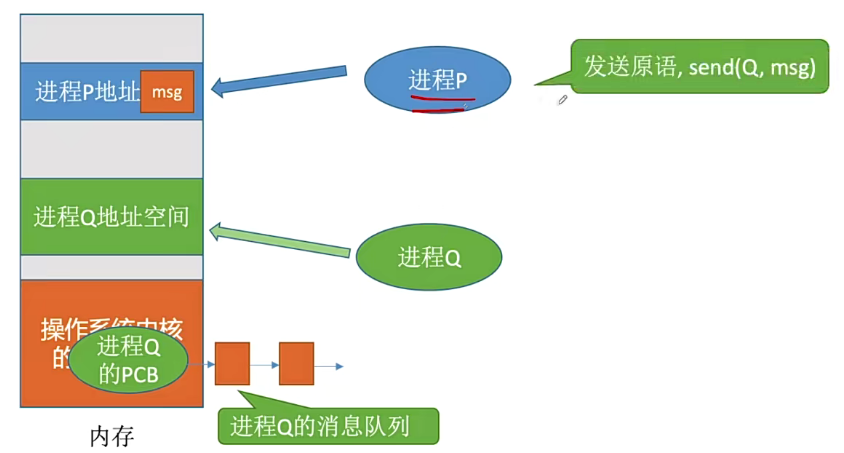 进程P地址
msg
进程P
发送原语, send(Q, msg)
进程Q地址空间
进程Q
操作系统内核
的
进程Q
的PCB
进程Q的消息队列
内存